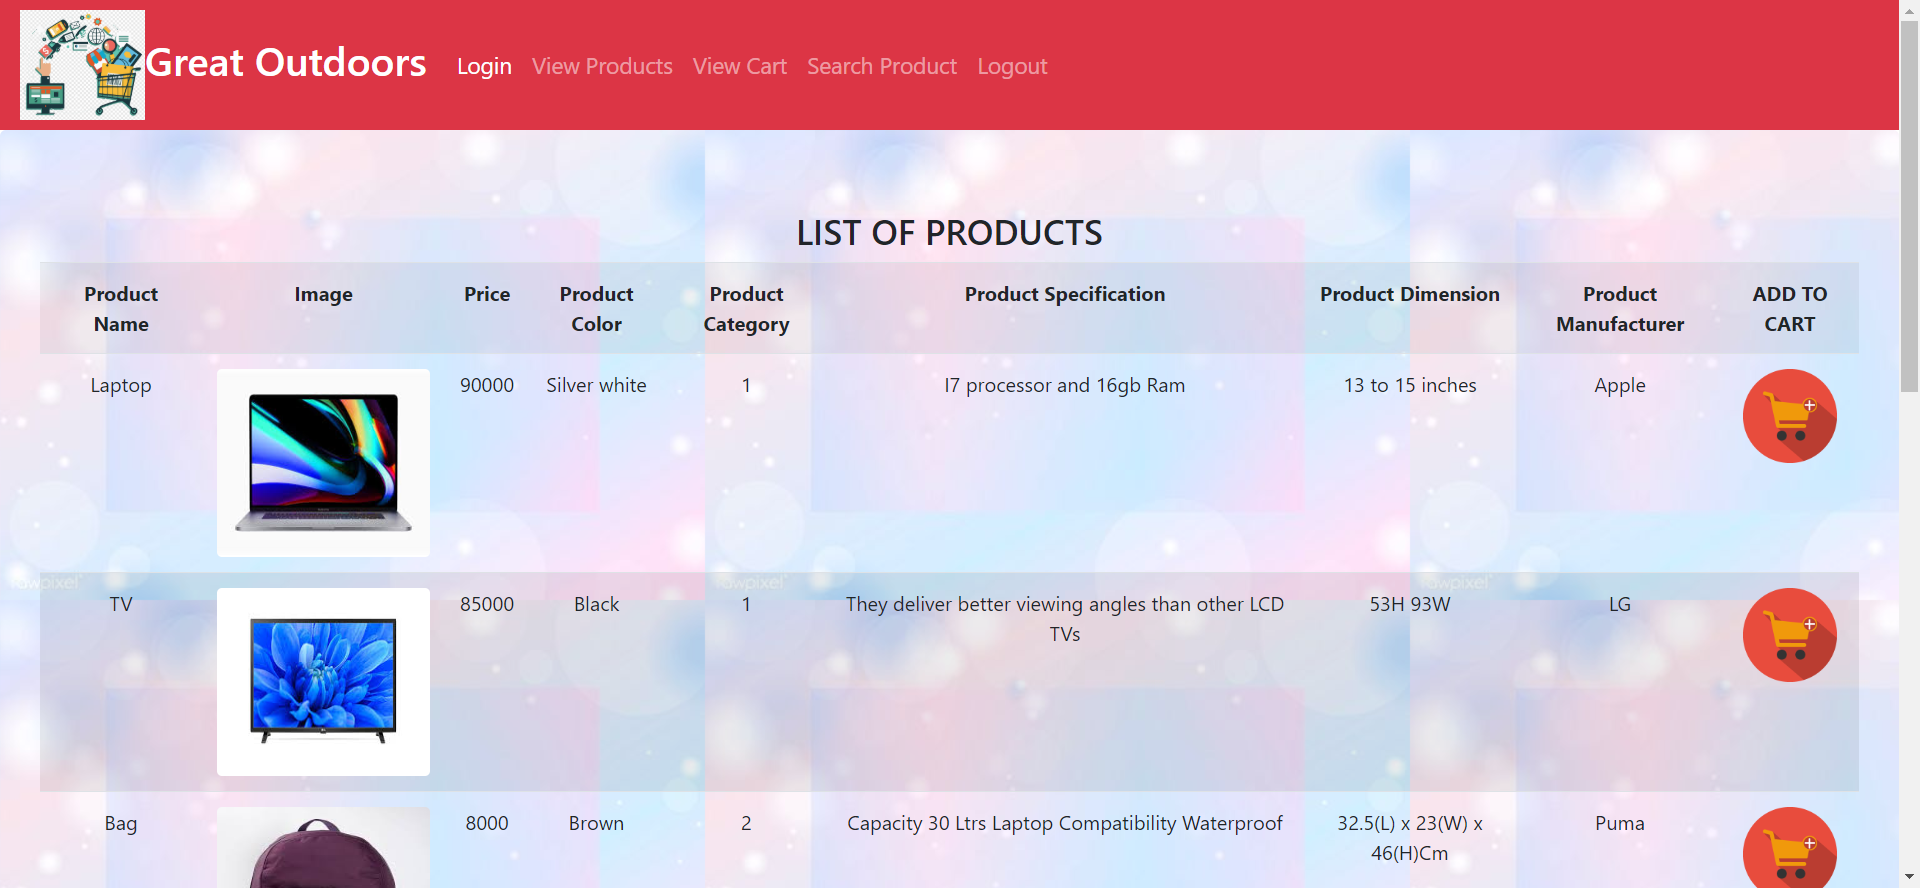 Great Outdoors Login View Products View Cart Search Product Logout
LIST OF PRODUCTS
Product Name Image Price Product Color Product Category Product Specification Product Dimension Product Manufacturer ADD TO CART
Laptop 90000 Silver white 1 I7 processor and 16gb Ram 13 to 15 inches Apple
TV 85000 Black 1 They deliver better viewing angles than other LCD TVs 53H 93W LG
Bag 8000 Brown 2 Capacity 30 Ltrs Laptop Compatibility Waterproof 32.5(L) x 23(W) x 46(H)Cm Puma